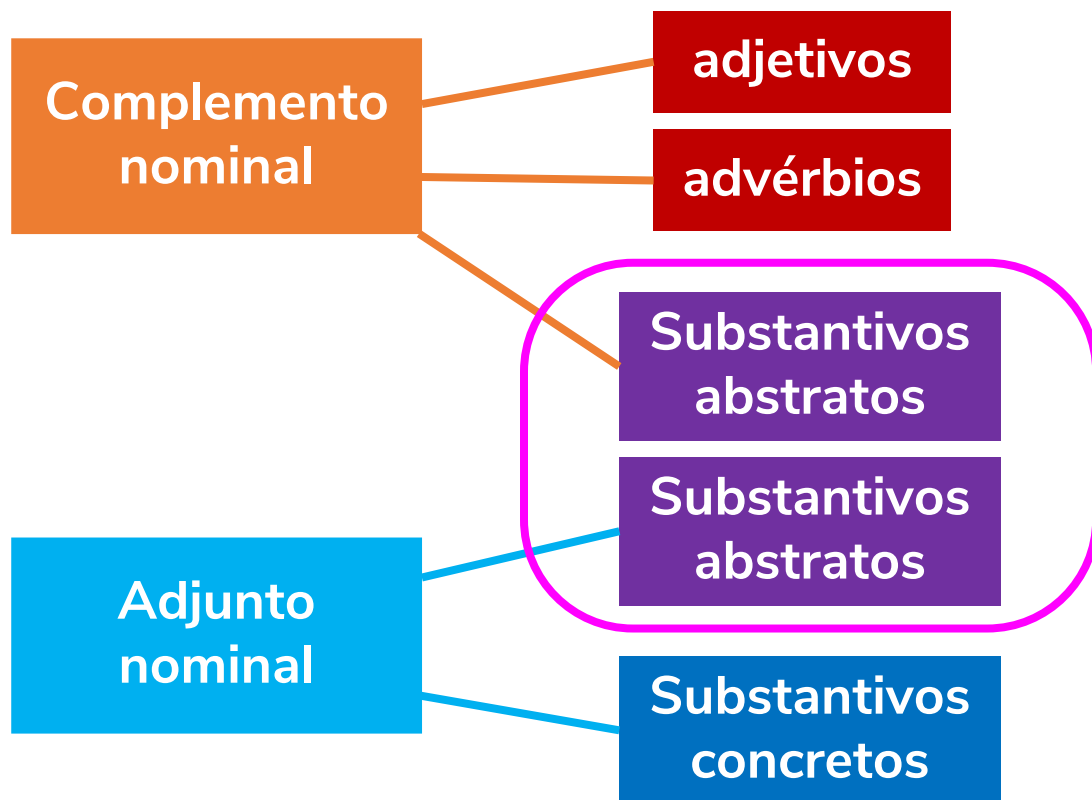 Complemento
nominal
adjetivos
advérbios
Substantivos
abstratos
Substantivos
abstratos
Adjunto
nominal
Substantivos
concretos